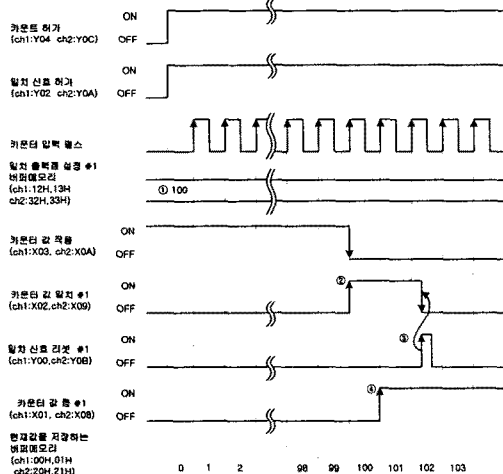 ON
카운트 허가
(ch1:Y04 ch2:Y0C)
OFF
ON
일치 신호 허가
(ch1:Y02 ch2:Y0A)
OFF
카운터 입력 펄스
일치 출력점 설정 #1
버퍼메모리
(ch1:12H,13H
ch2:32H,33H)
① 100
ON
카운터 값 작음
(ch1:X03, ch2:X0A)
OFF
ON
②
카운터 값 일치 #1
(ch1:X02,ch2:X09)
OFF
ON
③
일치 신호 리셋 #1
(ch1:Y00,ch2:Y0B)
OFF
ON
④
카운터 값 큼 #1
(ch1:X01, ch2:X08)
OFF
현재값을 저장하는
버퍼메모리
(ch1:00H,01H
ch2:20H,21H)
0 1 2 98 99 100 101 102 103